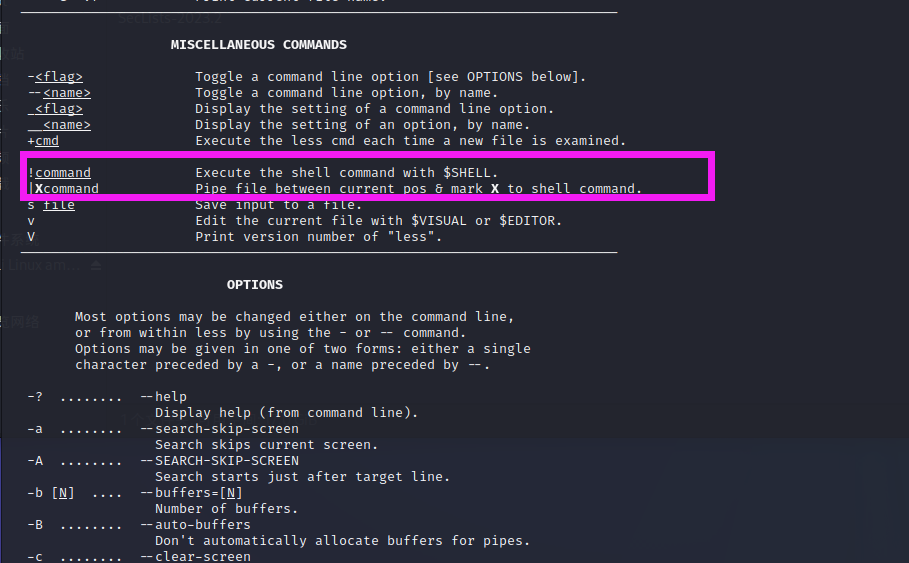 SecLists-2023.2
MISCELLANEOUS COMMANDS
-<flag> Toggle a command line option [see OPTIONS below].
--<name> Toggle a command line option, by name.
_<flag> Display the setting of a command line option.
__<name> Display the setting of an option, by name.
+cmd Execute the less cmd each time a new file is examined.
!command Execute the shell command with $SHELL.
|Xcommand Pipe file between current pos & mark X to shell command.
s file Save input to a file.
v Edit the current file with $VISUAL or $EDITOR.
V Print version number of "less".
OPTIONS
Most options may be changed either on the command line,
or from within less by using the - or -- command.
Options may be given in one of two forms: either a single
character preceded by a -, or a name preceded by --.
-? ........ --help
Display help (from command line).
-a ........ --search-skip-screen
Search skips current screen.
-A ........ --SEARCH-SKIP-SCREEN
Search starts just after target line.
-b [N] .... --buffers=[N]
Number of buffers.
-B ........ --auto-buffers
Don't automatically allocate buffers for pipes.
-c ........ --clear-screen